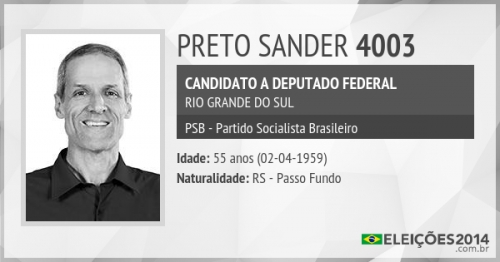 PRETO SANDER 4003
CANDIDATO A DEPUTADO FEDERAL
RIO GRANDE DO SUL
PSB - Partido Socialista Brasileiro
Idade: 55 anos (02-04-1959)
Naturalidade: RS - Passo Fundo
ELEIÇÕES2014
.com.br